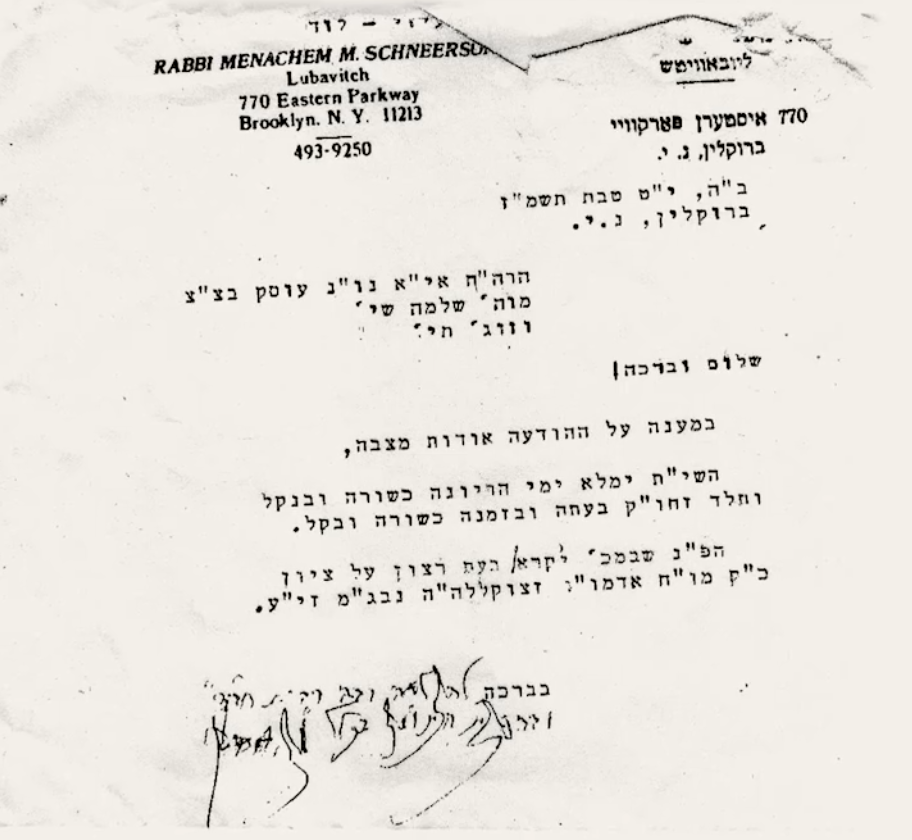 RABBI MENACHEM M. SCHNEERSO
Lubavitch
770 Eastern Parkway
Brooklyn. N. Y. 11213
493-9250
ליובאוויטש
770 איסטערן פארקוויי
ברוקלין, נ. י.
ב"ה, י"ט טבת תשמ"ז
ברוקלין, נ.י.
הרה"ח אי"א נו"נ עוסק בצ"צ
מוה' שלמה שי'
וזוג' תי'
שלום וברכה!
במענה על ההודעה אודות מצבה,
השי"ת ימלא ימי הריונה כשורה ובנקל
ותלד זחו"ק בעתה ובזמנה כשורה ובקל.
הפ"נ שבמכ' יקרא/ בעת רצון על ציון
כ"ק מו"ח אדמו"ר זצוקללה"ה נבג"מ זי"ע.
בברכה